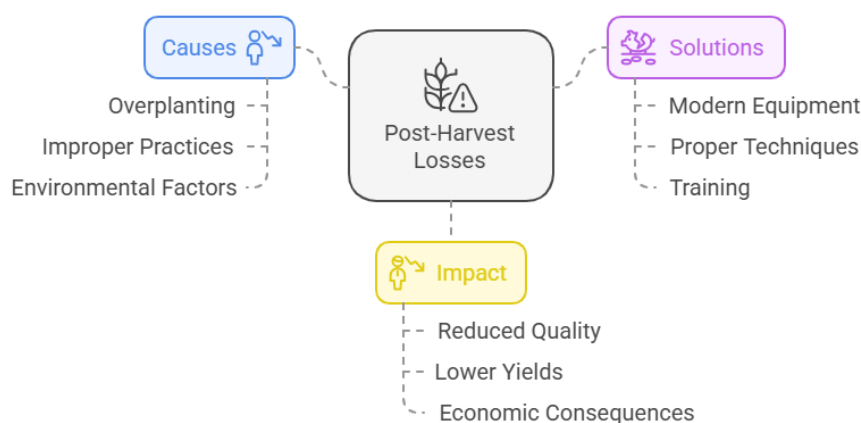 Causes
Overplanting
Improper Practices
Environmental Factors
Post-Harvest
Losses
Solutions
Modern Equipment
Proper Techniques
Training
Impact
Reduced Quality
Lower Yields
Economic Consequences